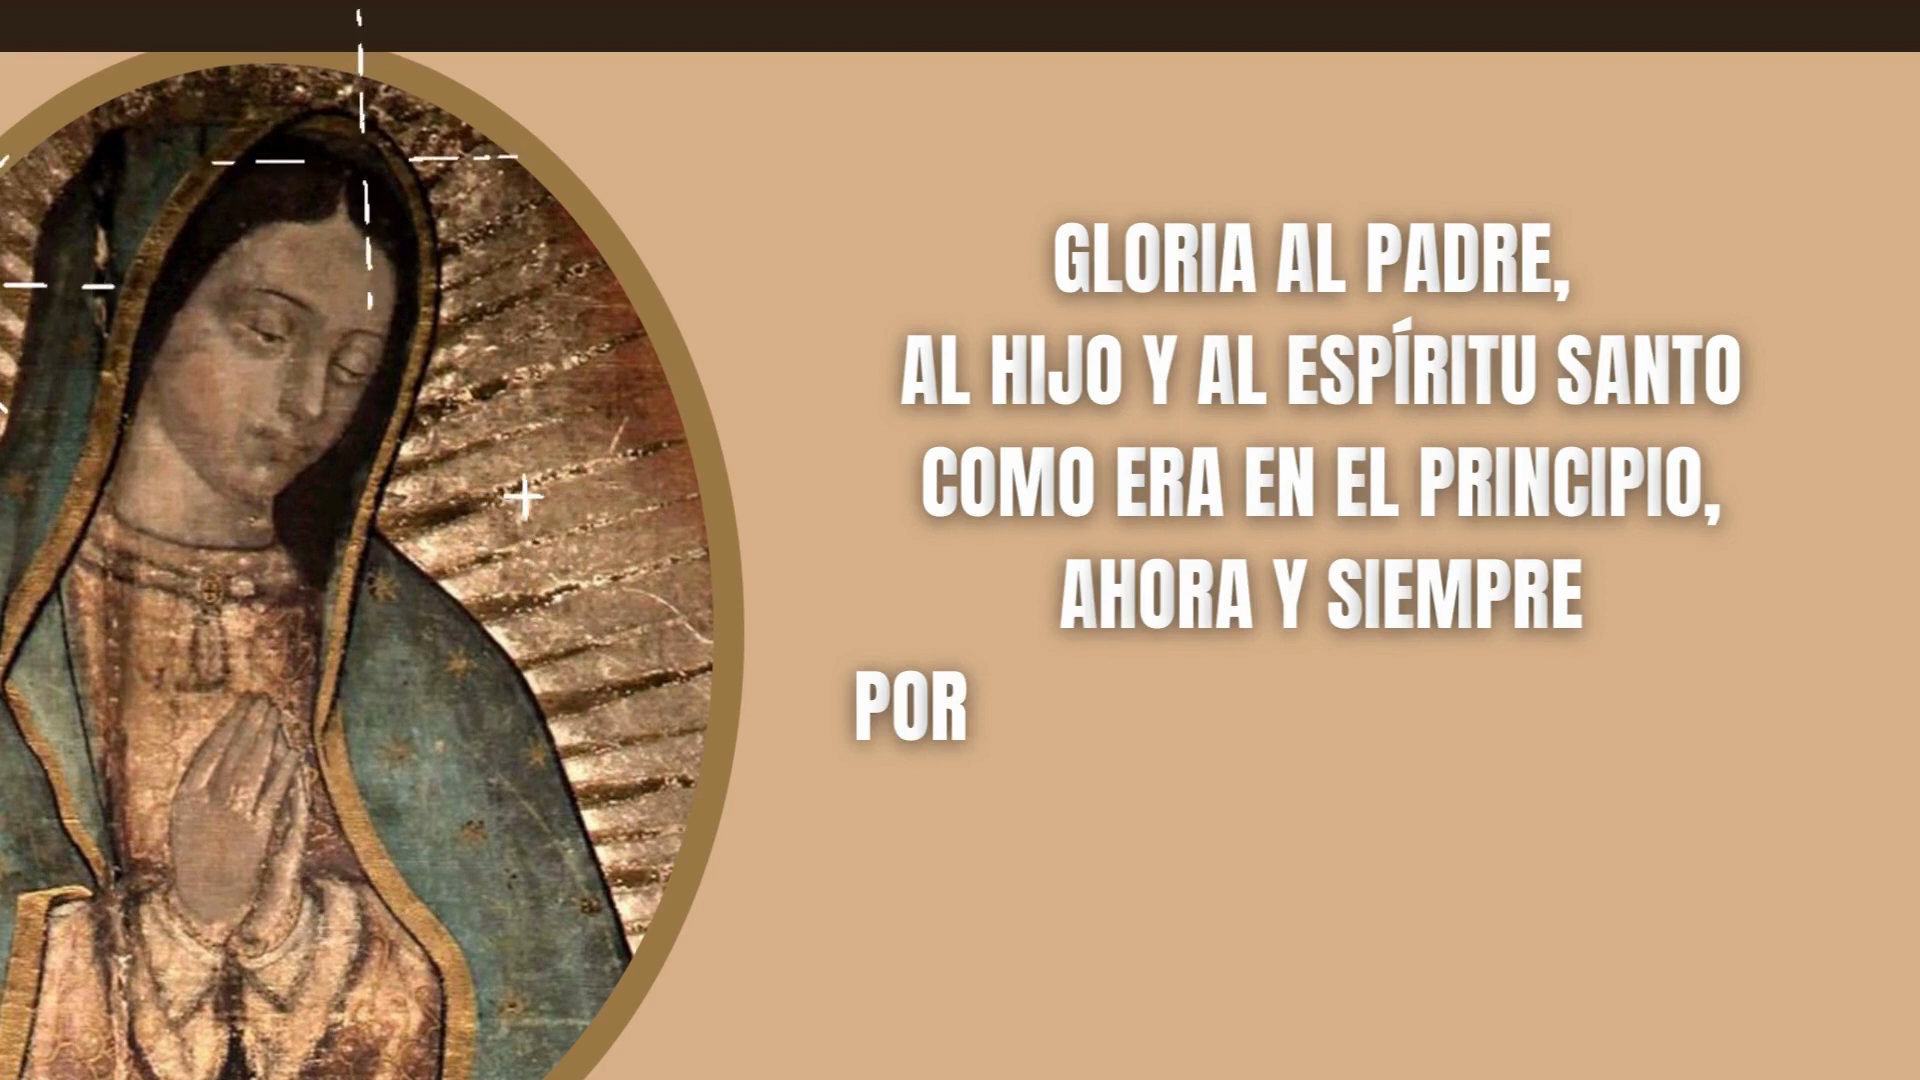 GLORIA AL PADRE,
AL HIJO Y AL ESPÍRITU SANTO
COMO ERA EN EL PRINCIPIO,
AHORA Y SIEMPRE
POR